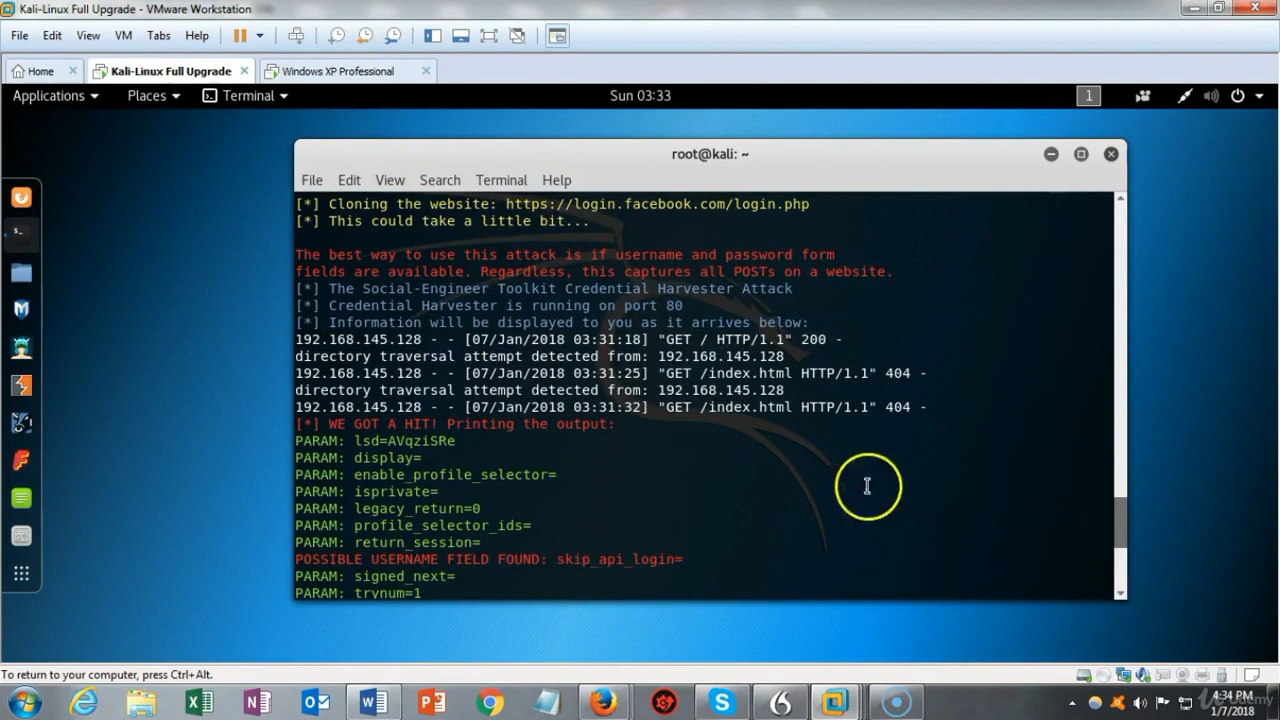 Kali-Linux Full Upgrade - VMware Workstation
File Edit View VM Tabs Help
Home Kali-Linux Full Upgrade Windows XP Professional
Applications Places Terminal Sun 03:33 1
root@kali: ~
File Edit View Search Terminal Help
[*] Cloning the website: https://login.facebook.com/login.php
[*] This could take a little bit...
The best way to use this attack is if username and password form
fields are available. Regardless, this captures all POSTs on a website.
[*] The Social-Engineer Toolkit Credential Harvester Attack
[*] Credential Harvester is running on port 80
[*] Information will be displayed to you as it arrives below:
192.168.145.128 - - [07/Jan/2018 03:31:18] "GET / HTTP/1.1" 200 -
directory traversal attempt detected from: 192.168.145.128
192.168.145.128 - - [07/Jan/2018 03:31:25] "GET /index.html HTTP/1.1" 404 -
directory traversal attempt detected from: 192.168.145.128
192.168.145.128 - - [07/Jan/2018 03:31:32] "GET /index.html HTTP/1.1" 404 -
[*] WE GOT A HIT! Printing the output:
PARAM: lsd=AVqziSRe
PARAM: display=
PARAM: enable_profile_selector=
PARAM: isprivate=
PARAM: legacy_return=0
PARAM: profile_selector_ids=
PARAM: return_session=
POSSIBLE USERNAME FIELD FOUND: skip_api_login=
PARAM: signed_next=
PARAM: trynum=1
To return to your computer, press Ctrl+Alt.
4:34 PM
1/7/2018
Udemy